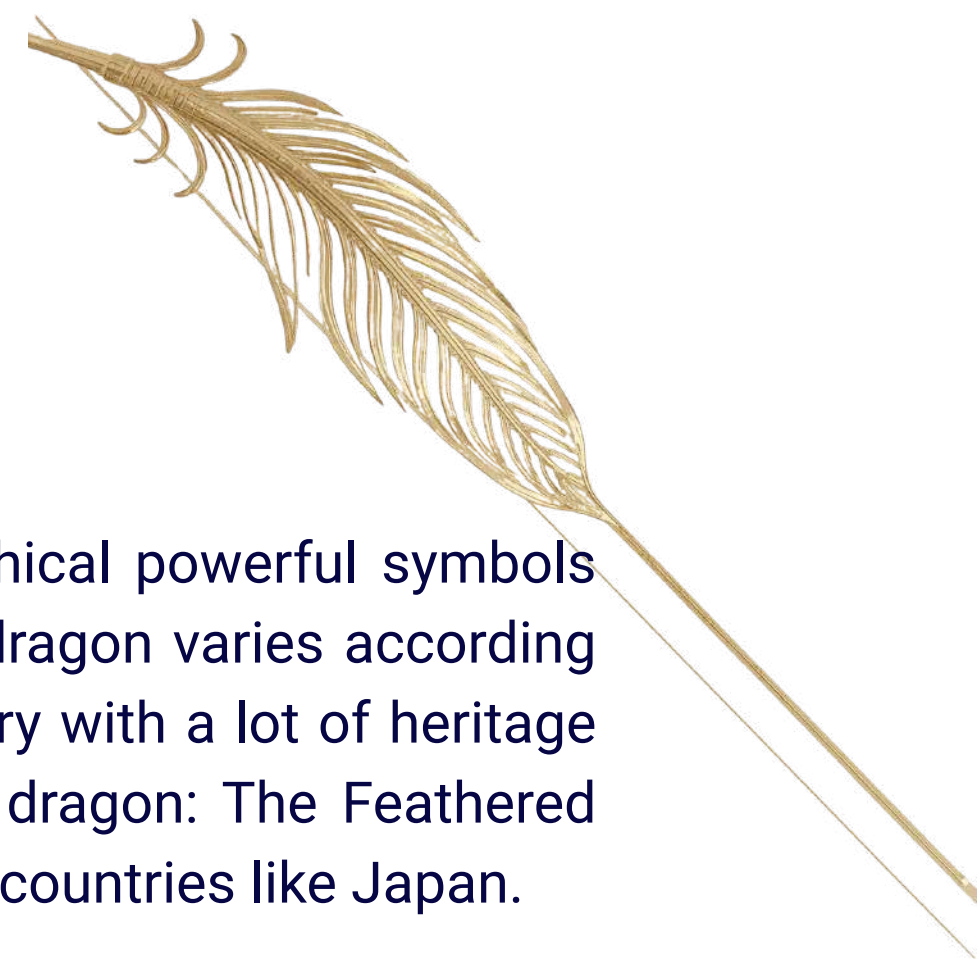 hical powerful symbols
dragon varies according
ry with a lot of heritage
dragon: The Feathered
countries like Japan.